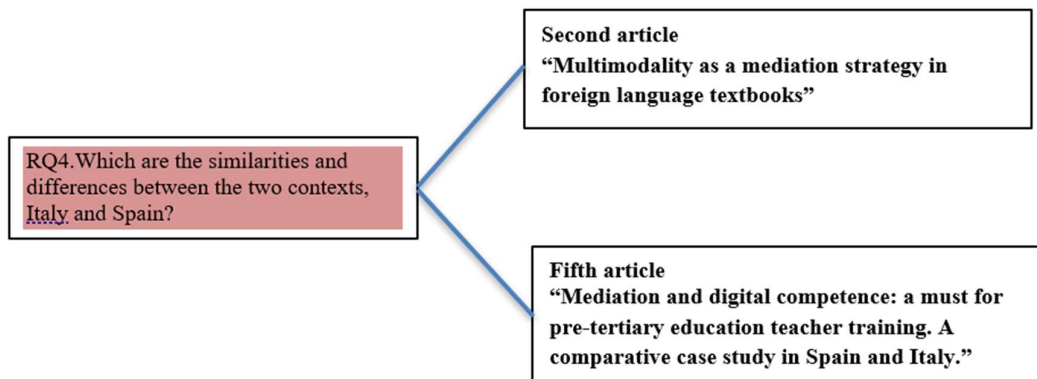 Second article
“Multimodality as a mediation strategy in
foreign language textbooks”
RQ4.Which are the similarities and
differences between the two contexts,
Italy and Spain?
Fifth article
“Mediation and digital competence: a must for
pre-tertiary education teacher training. A
comparative case study in Spain and Italy.”